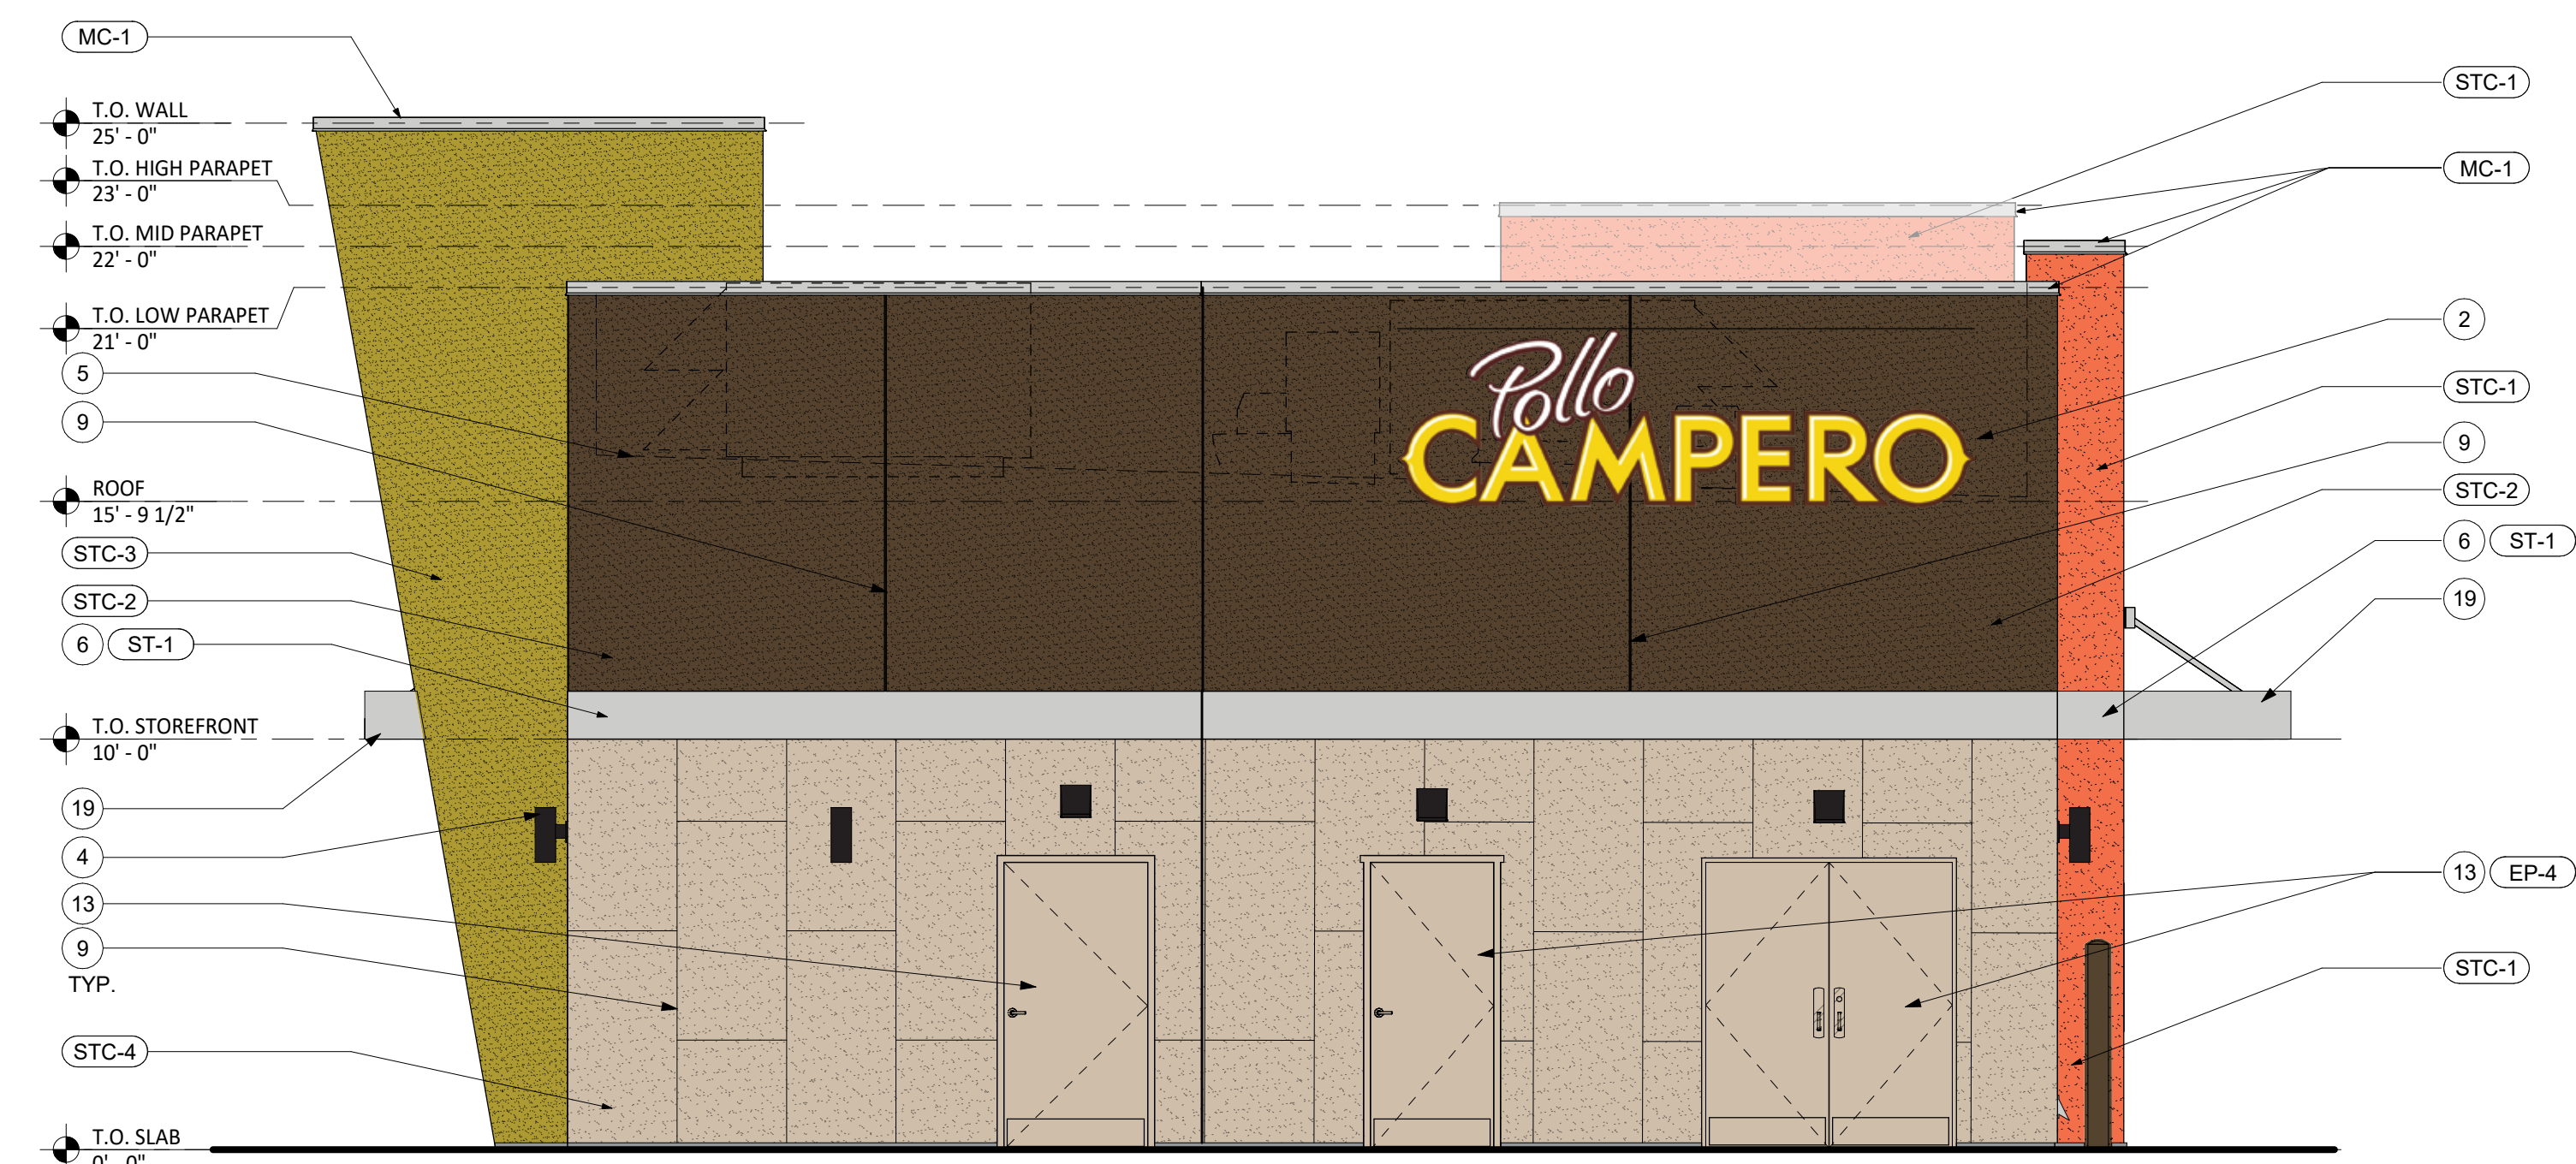 MC-1
T.O. WALL
25' - 0"
T.O. HIGH PARAPET
23' - 0"
T.O. MID PARAPET
22' - 0"
T.O. LOW PARAPET
21' - 0"
5
9
ROOF
15' - 9 1/2"
STC-3
STC-2
6 ST-1
T.O. STOREFRONT
10' - 0"
19
4
13
9
TYP.
STC-4
T.O. SLAB
0' - 0"
Pollo
CAMPERO
STC-1
MC-1
2
STC-1
9
STC-2
6 ST-1
19
13 EP-4
STC-1